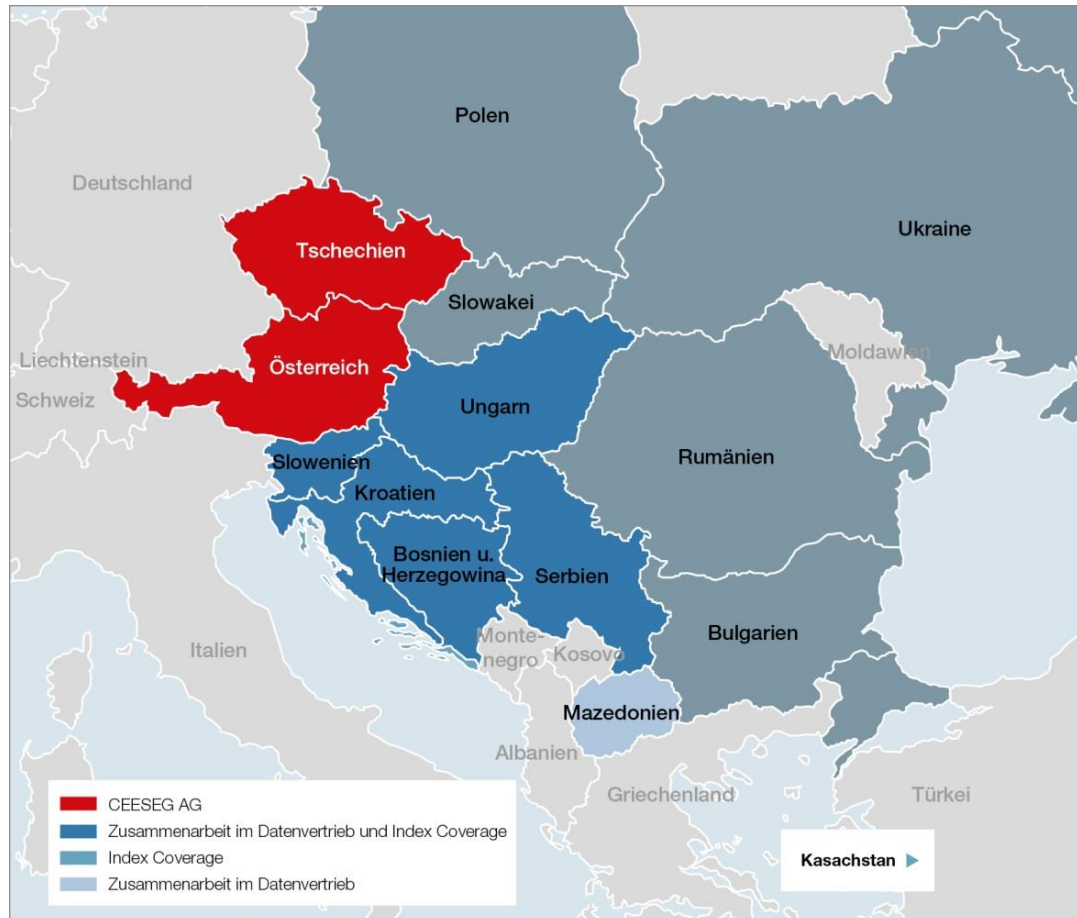 Polen
Deutschland
Ukraine
Tschechien
Slowakei
Moldawien
Liechtenstein
Österreich
Schweiz
Ungarn
Rumänien
Slowenien
Kroatien
Bosnien u.
Herzegowina
Serbien
Bulgarien
Italien
Monte-
negro
Kosovo
Mazedonien
Albanien
Griechenland
Türkei
CEESEG AG
Zusammenarbeit im Datenvertrieb und Index Coverage
Index Coverage
Zusammenarbeit im Datenvertrieb
Kasachstan